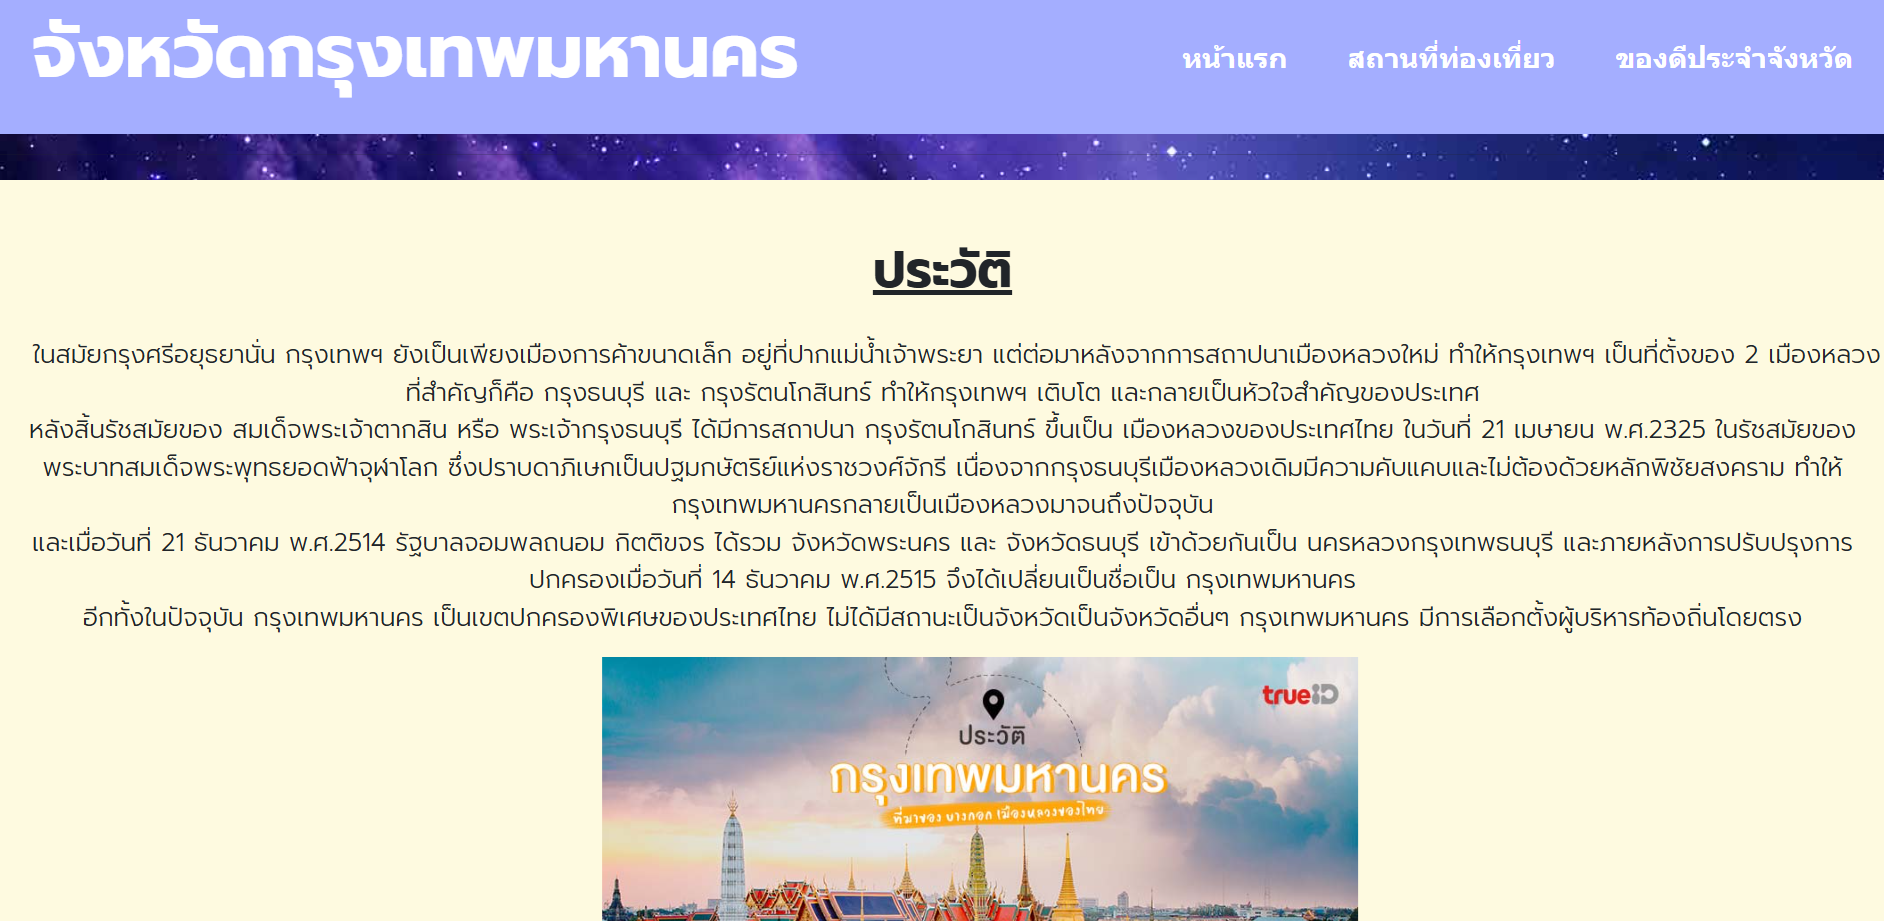 จังหวัดกรุงเทพมหานคร
หน้าแรก สถานที่ท่องเที่ยว ของดีประจำจังหวัด
ประวัติ
ในสมัยกรุงศรีอยุธยานั่น กรุงเทพฯ ยังเป็นเพียงเมืองการค้าขนาดเล็ก อยู่ที่ปากแม่น้ำเจ้าพระยา แต่ต่อมาหลังจากการสถาปนาเมืองหลวงใหม่ ทำให้กรุงเทพฯ เป็นที่ตั้งของ 2 เมืองหลวง
ที่สำคัญก็คือ กรุงธนบุรี และ กรุงรัตนโกสินทร์ ทำให้กรุงเทพฯ เติบโต และกลายเป็นหัวใจสำคัญของประเทศ
หลังสิ้นรัชสมัยของ สมเด็จพระเจ้าตากสิน หรือ พระเจ้ากรุงธนบุรี ได้มีการสถาปนา กรุงรัตนโกสินทร์ ขึ้นเป็น เมืองหลวงของประเทศไทย ในวันที่ 21 เมษายน พ.ศ.2325 ในรัชสมัยของ
พระบาทสมเด็จพระพุทธยอดฟ้าจุฬาโลก ซึ่งปราบดาภิเษกเป็นปฐมกษัตริย์แห่งราชวงศ์จักรี เนื่องจากกรุงธนบุรีเมืองหลวงเดิมมีความคับแคบและไม่ต้องด้วยหลักพิชัยสงคราม ทำให้
กรุงเทพมหานครกลายเป็นเมืองหลวงมาจนถึงปัจจุบัน
และเมื่อวันที่ 21 ธันวาคม พ.ศ.2514 รัฐบาลจอมพลถนอม กิตติขจร ได้รวม จังหวัดพระนคร และ จังหวัดธนบุรี เข้าด้วยกันเป็น นครหลวงกรุงเทพธนบุรี และภายหลังการปรับปรุงการ
ปกครองเมื่อวันที่ 14 ธันวาคม พ.ศ.2515 จึงได้เปลี่ยนเป็นชื่อเป็น กรุงเทพมหานคร
อีกทั้งในปัจจุบัน กรุงเทพมหานคร เป็นเขตปกครองพิเศษของประเทศไทย ไม่ได้มีสถานะเป็นจังหวัดเป็นจังหวัดอื่นๆ กรุงเทพมหานคร มีการเลือกตั้งผู้บริหารท้องถิ่นโดยตรง
trueID
ประวัติ
กรุงเทพมหานคร
ที่มาของ บางกอก เมืองหลวงของไทย